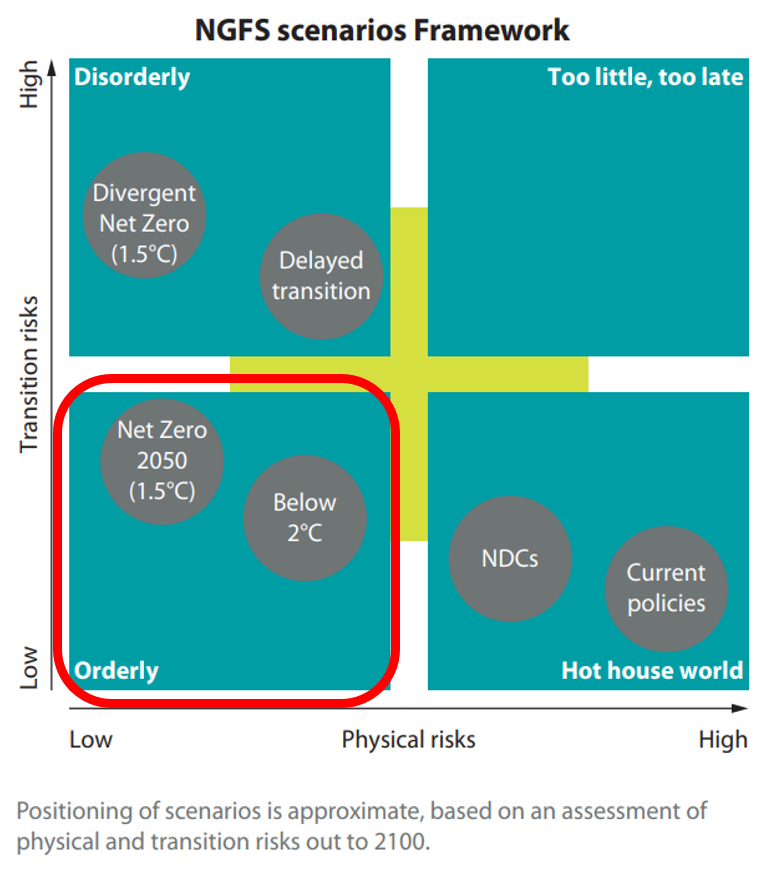 NGFS scenarios Framework
High
Disorderly
Too little, too late
Divergent
Net Zero
(1.5°C)
Delayed
transition
Transition risks
Net Zero
2050
(1.5°C)
Below
2°C
NDCs
Current
policies
Low
Orderly
Hot house world
Low
Physical risks
High
Positioning of scenarios is approximate, based on an assessment of
physical and transition risks out to 2100.